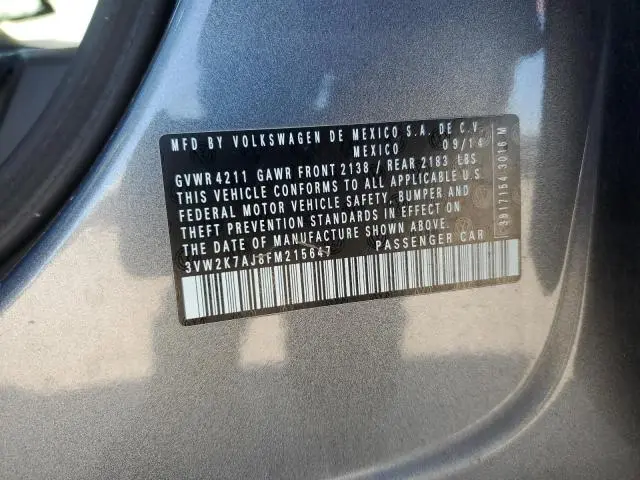 MFD BY VOLKSWAGEN DE MEXICO S.A. DE C.V.
MEXICO 09/14
GVWR 4211 GAWR FRONT 2138 / REAR 2183 LBS
THIS VEHICLE CONFORMS TO ALL APPLICABLE U.S
FEDERAL MOTOR VEHICLE SAFETY, BUMPER AND
THEFT PREVENTION STANDARDS IN EFFECT ON
THE DATE OF MANUFACTURE SHOWN ABOVE.
3VW2K7AJ8FM215647 PASSENGER CAR
3917154 3016 M